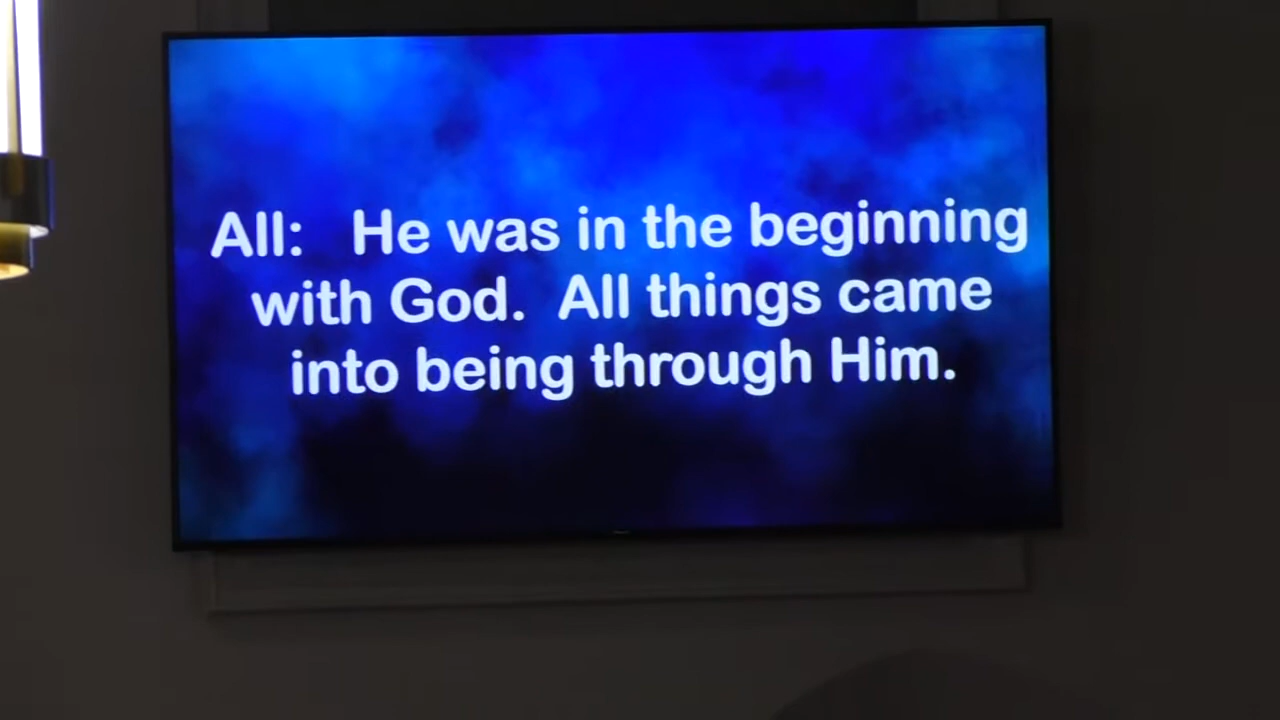 All: He was in the beginning
with God. All things came
into being through Him.